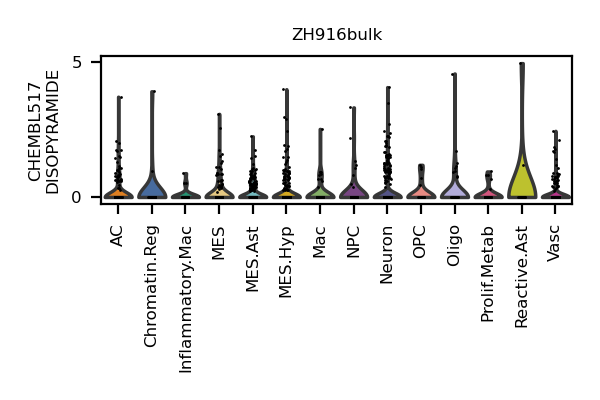 ZH916bulk
CHEMBL517
DISOPYRAMIDE
5
0
AC
Chromatin.Reg
Inflammatory.Mac
MES
MES.Ast
MES.Hyp
Mac
NPC
Neuron
OPC
Oligo
Prolif.Metab
Reactive.Ast
Vasc